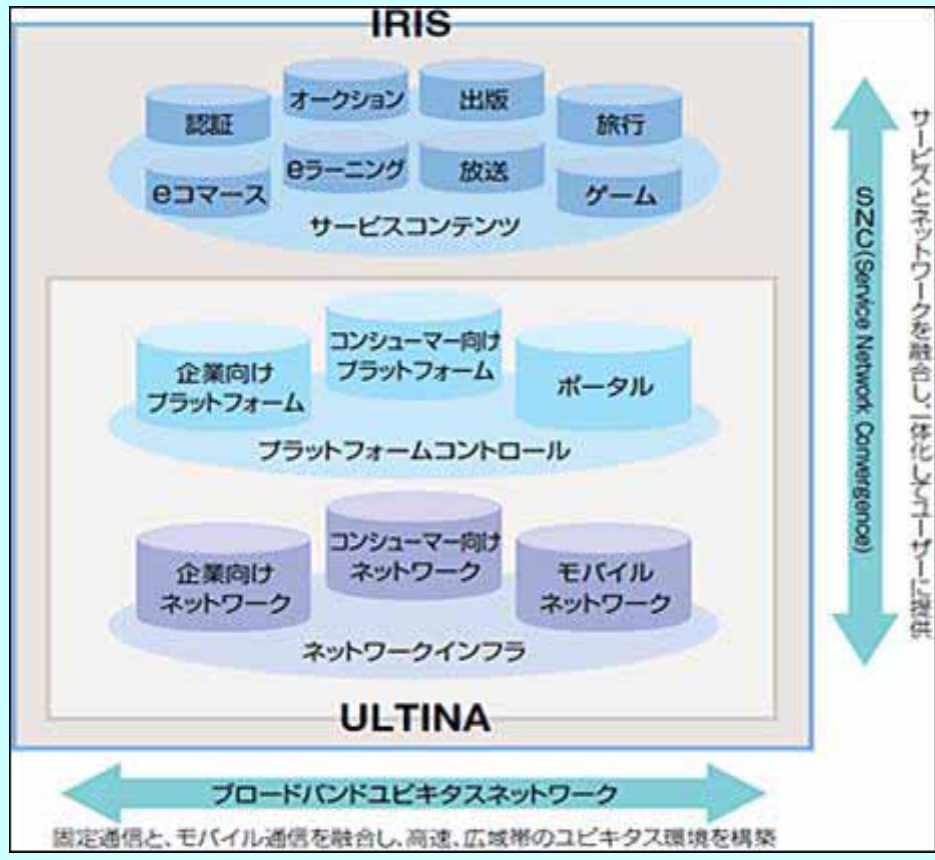 IRIS
認証
オークション
出版
旅行
eコマース
eラーニング
放送
ゲーム
サービスコンテンツ
企業向け
プラットフォーム
コンシューマー向け
プラットフォーム
ポータル
プラットフォームコントロール
企業向け
ネットワーク
コンシューマー向け
ネットワーク
モバイル
ネットワーク
ネットワークインフラ
ULTINA
SNC(Service Network Convergence)
サービスとネットワークを融合し、一体化してユーザーに提供
ブロードバンドユビキタスネットワーク
固定通信と、モバイル通信を融合し、高速、広域帯のユビキタス環境を構築